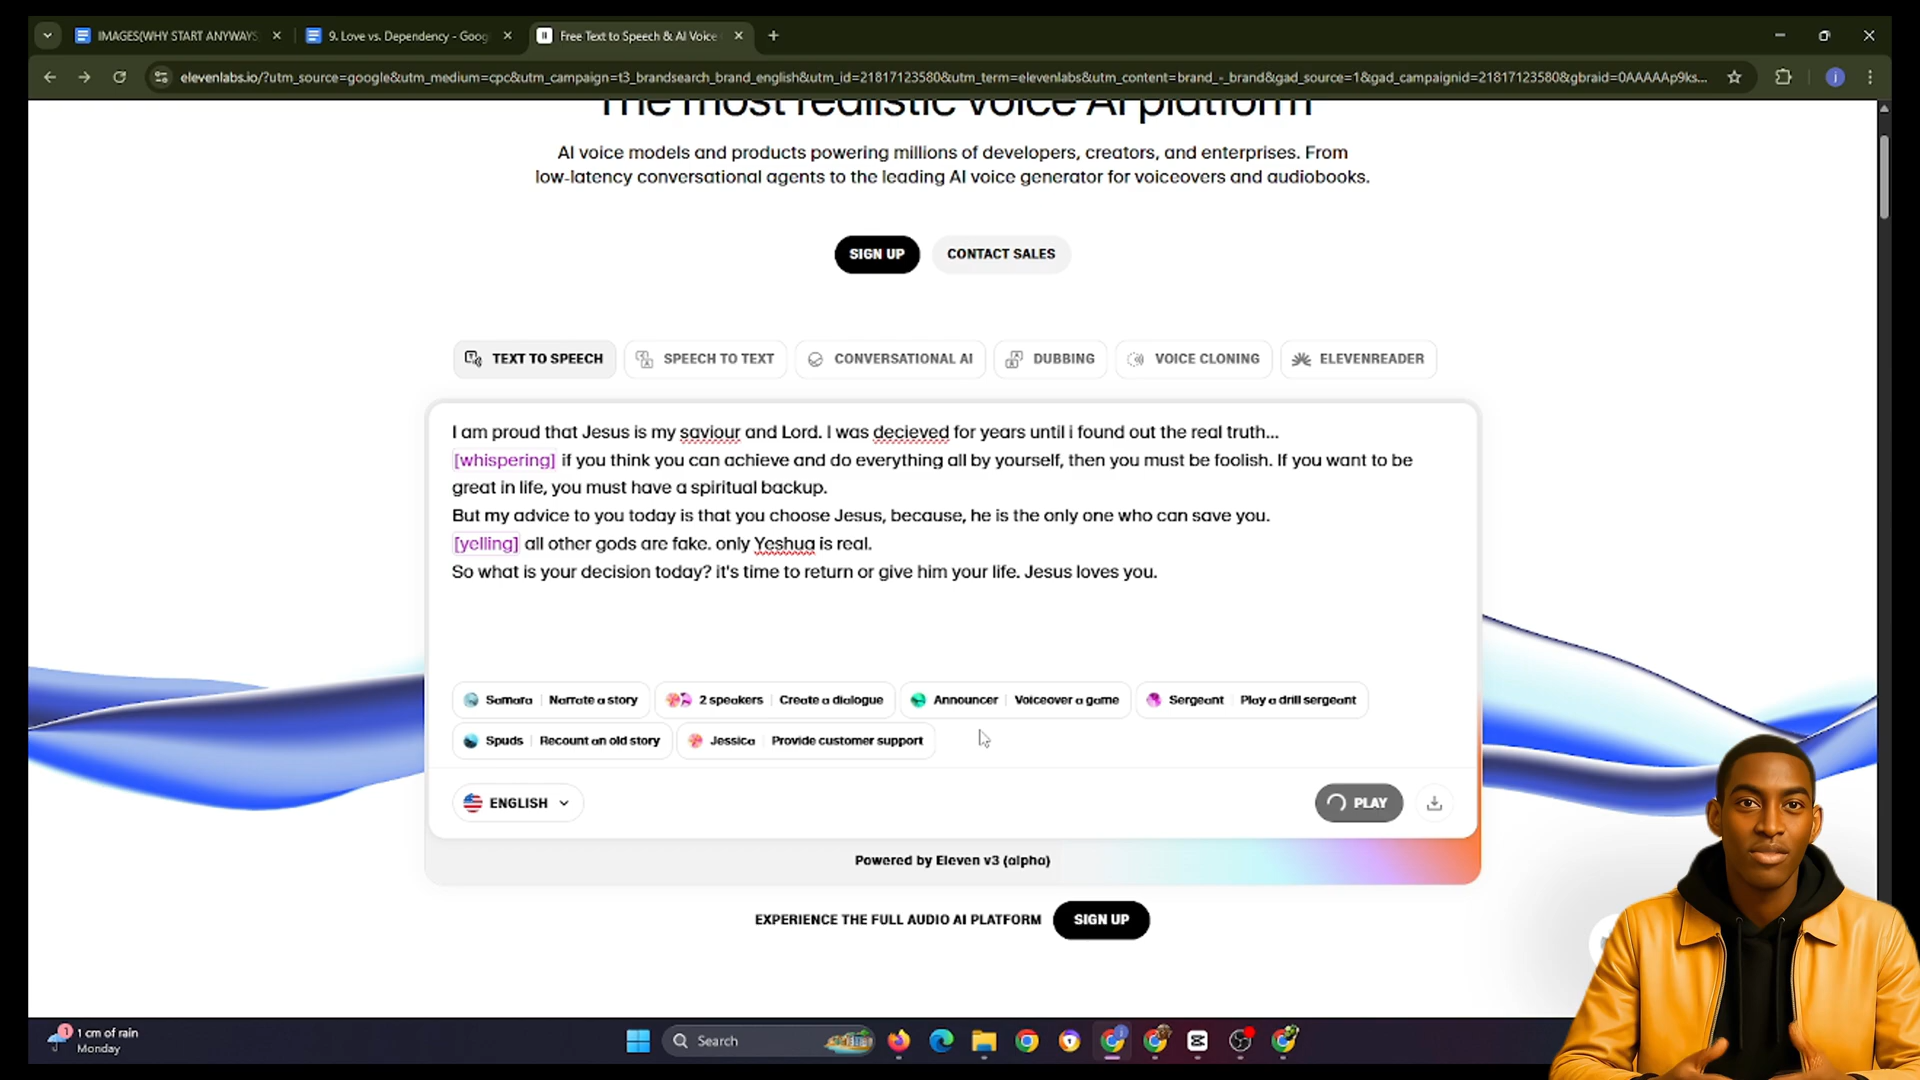 IMAGES(WHY START ANYWAYS
9. Love vs. Dependency - Goog
Free Text to Speech & AI Voice
elevenlabs.io/?utm_source=google&utm_medium=cpc&utm_campaign=t3_brandsearch_brand_english&utm_id=21817123580&utm_term=elevenlabs&utm_content=brand_-_brand&gad_source=1&gad_campaignid=21817123580&gbraid=0AAAAAp9ks...
i
The most realistic voice AI platform
AI voice models and products powering millions of developers, creators, and enterprises. From
low-latency conversational agents to the leading AI voice generator for voiceovers and audiobooks.
SIGN UP
CONTACT SALES
TEXT TO SPEECH
SPEECH TO TEXT
CONVERSATIONAL AI
DUBBING
VOICE CLONING
ELEVENREADER
I am proud that Jesus is my saviour and Lord. I was decieved for years until i found out the real truth...
[whispering] if you think you can achieve and do everything all by yourself, then you must be foolish. If you want to be
great in life, you must have a spiritual backup.
But my advice to you today is that you choose Jesus, because, he is the only one who can save you.
[yelling] all other gods are fake. only Yeshua is real.
So what is your decision today? it's time to return or give him your life. Jesus loves you.
Samara Narrate a story
2 speakers Create a dialogue
Announcer Voiceover a game
Sergeant Play a drill sergeant
Spuds Recount an old story
Jessica Provide customer support
ENGLISH
PLAY
Powered by Eleven v3 (alpha)
EXPERIENCE THE FULL AUDIO AI PLATFORM
SIGN UP
1
1 cm of rain
Monday
Search